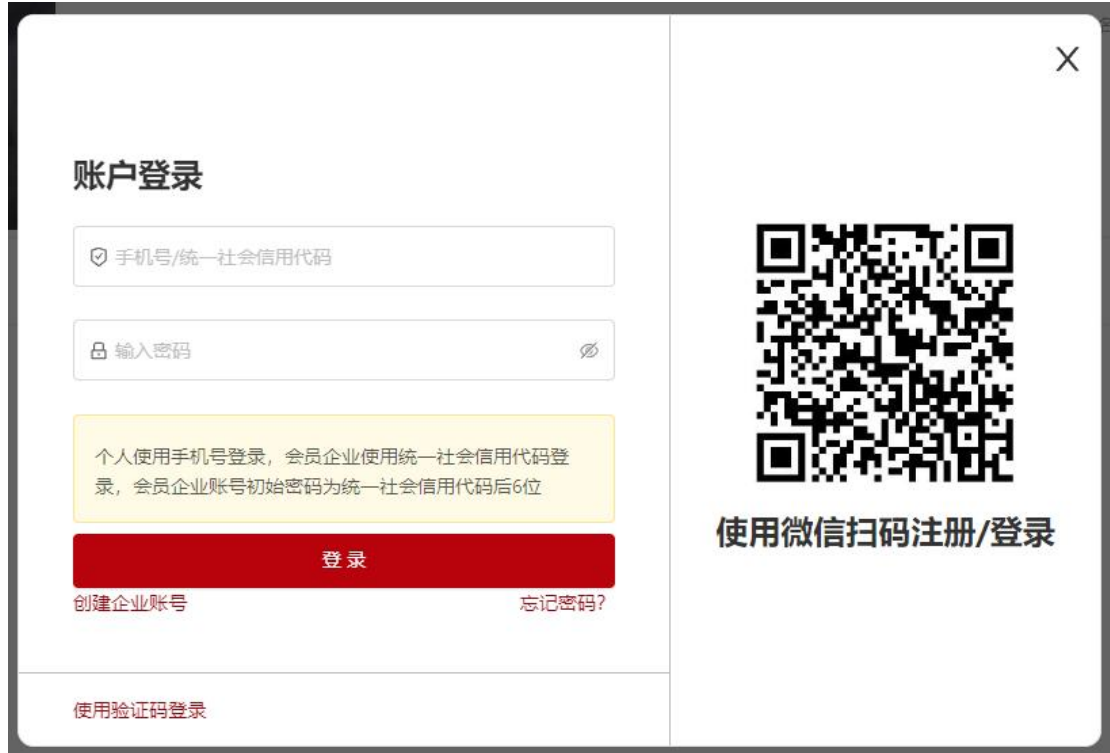 账户登录
手机号/统一社会信用代码
输入密码
个人使用手机号登录，会员企业使用统一社会信用代码登
录，会员企业账号初始密码为统一社会信用代码后6位
登录
创建企业账号
忘记密码？
使用验证码登录
使用微信扫码注册/登录